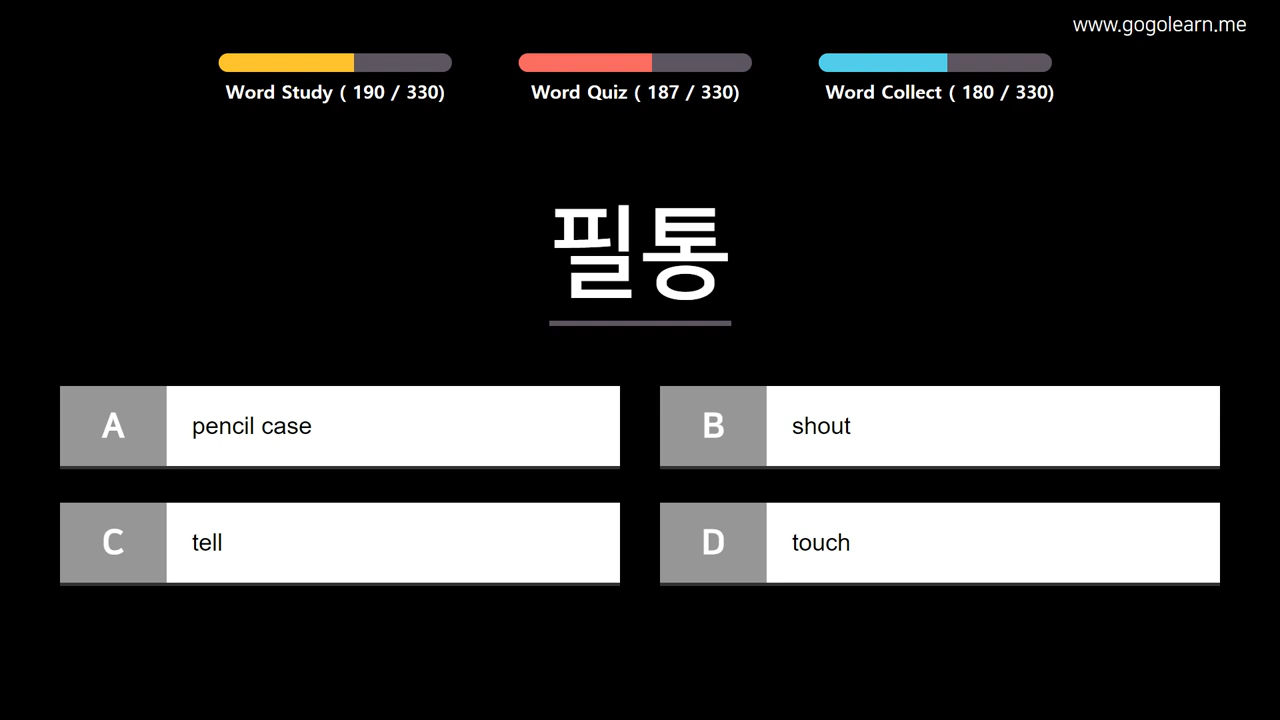 www.gogolearn.me
Word Study ( 190 / 330)
Word Quiz ( 187 / 330)
Word Collect ( 180 / 330)
필통
A pencil case
B shout
C tell
D touch